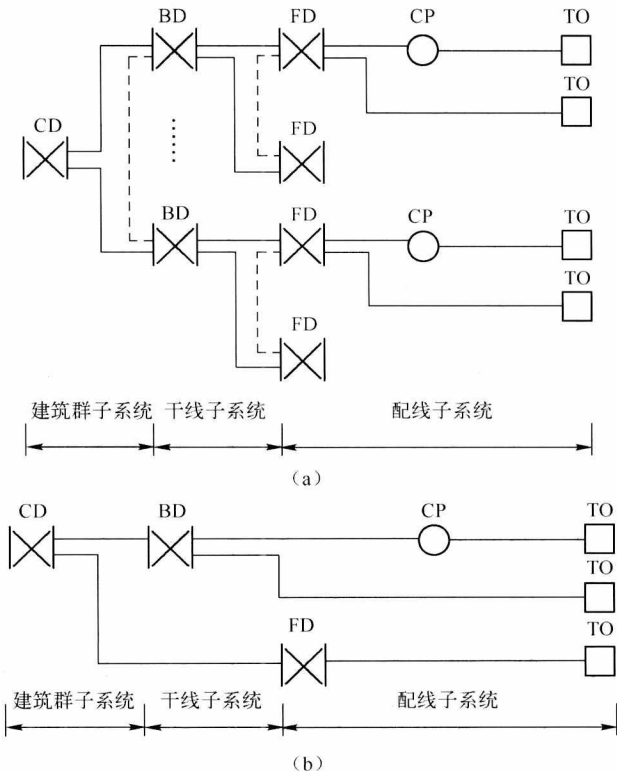 BD FD CP TO
TO
CD FD
BD FD CP TO
TO
FD
建筑群子系统 干线子系统 配线子系统
(a)
CD BD CP TO
TO
FD TO
建筑群子系统 干线子系统 配线子系统
(b)